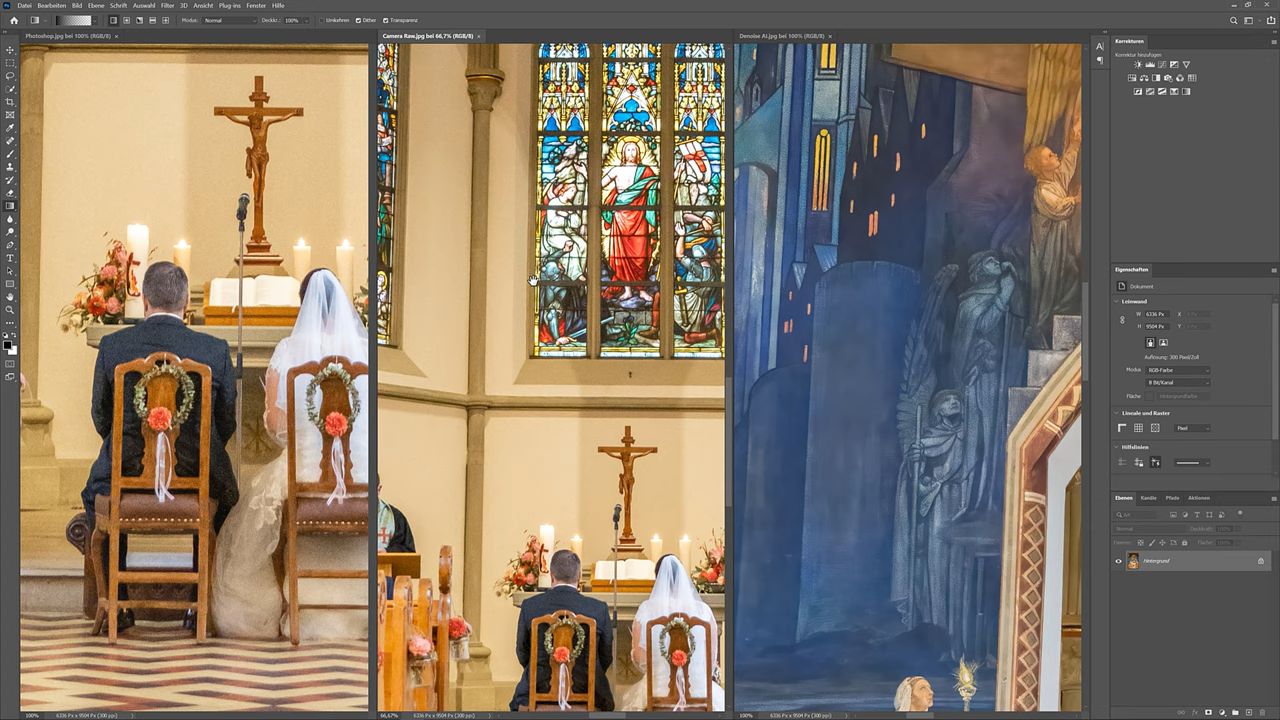 Datei Bearbeiten Bild Ebene Schrift Auswahl Filter 3D Ansicht Plug-ins Fenster Hilfe
Modus: Normal Deckkr.: 100% Umkehren Dither Transparenz
Photoshop.jpg bei 100% (RGB/8) ×
Camera Raw.jpg bei 66,7% (RGB/8) ×
Denoise AI.jpg bei 100% (RGB/8) ×
Korrekturen
Korrektur hinzufügen
Eigenschaften
Dokument
Leinwand
W 6336 Px X
H 9504 Px Y
Auflösung: 300 Pixel/Zoll
Modus RGB-Farbe
8 Bit/Kanal
Fläche Hintergrundfarbe
Lineale und Raster
Pixel
Hilfslinien
Ebenen Kanäle Pfade Aktionen
Art
Normal Deckkraft: 100%
Fixieren: Fläche: 100%
Hintergrund
100% 6336 Px x 9504 Px (300 ppi)
66,67% 6336 Px x 9504 Px (300 ppi)
100% 6336 Px x 9504 Px (300 ppi)